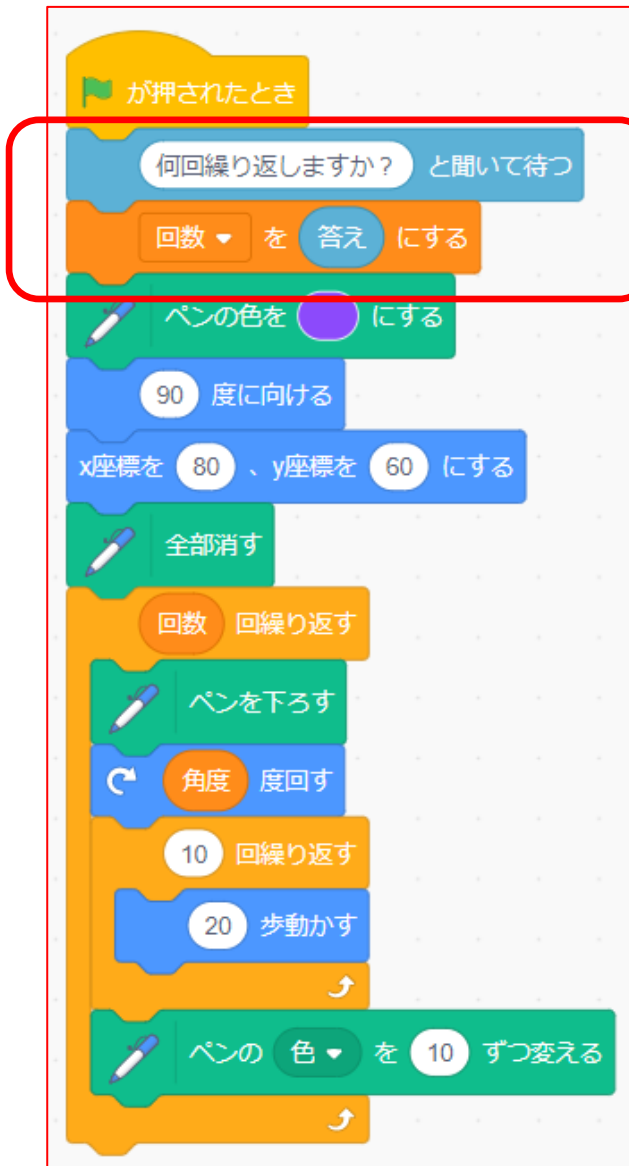 が押されたとき
何回繰り返しますか? と聞いて待つ
回数 を 答え にする
ペンの色を にする
90 度に向ける
x座標を 80 、y座標を 60 にする
全部消す
回数 回繰り返す
ペンを下ろす
角度 度回す
10 回繰り返す
20 歩動かす
ペンの 色 を 10 ずつ変える